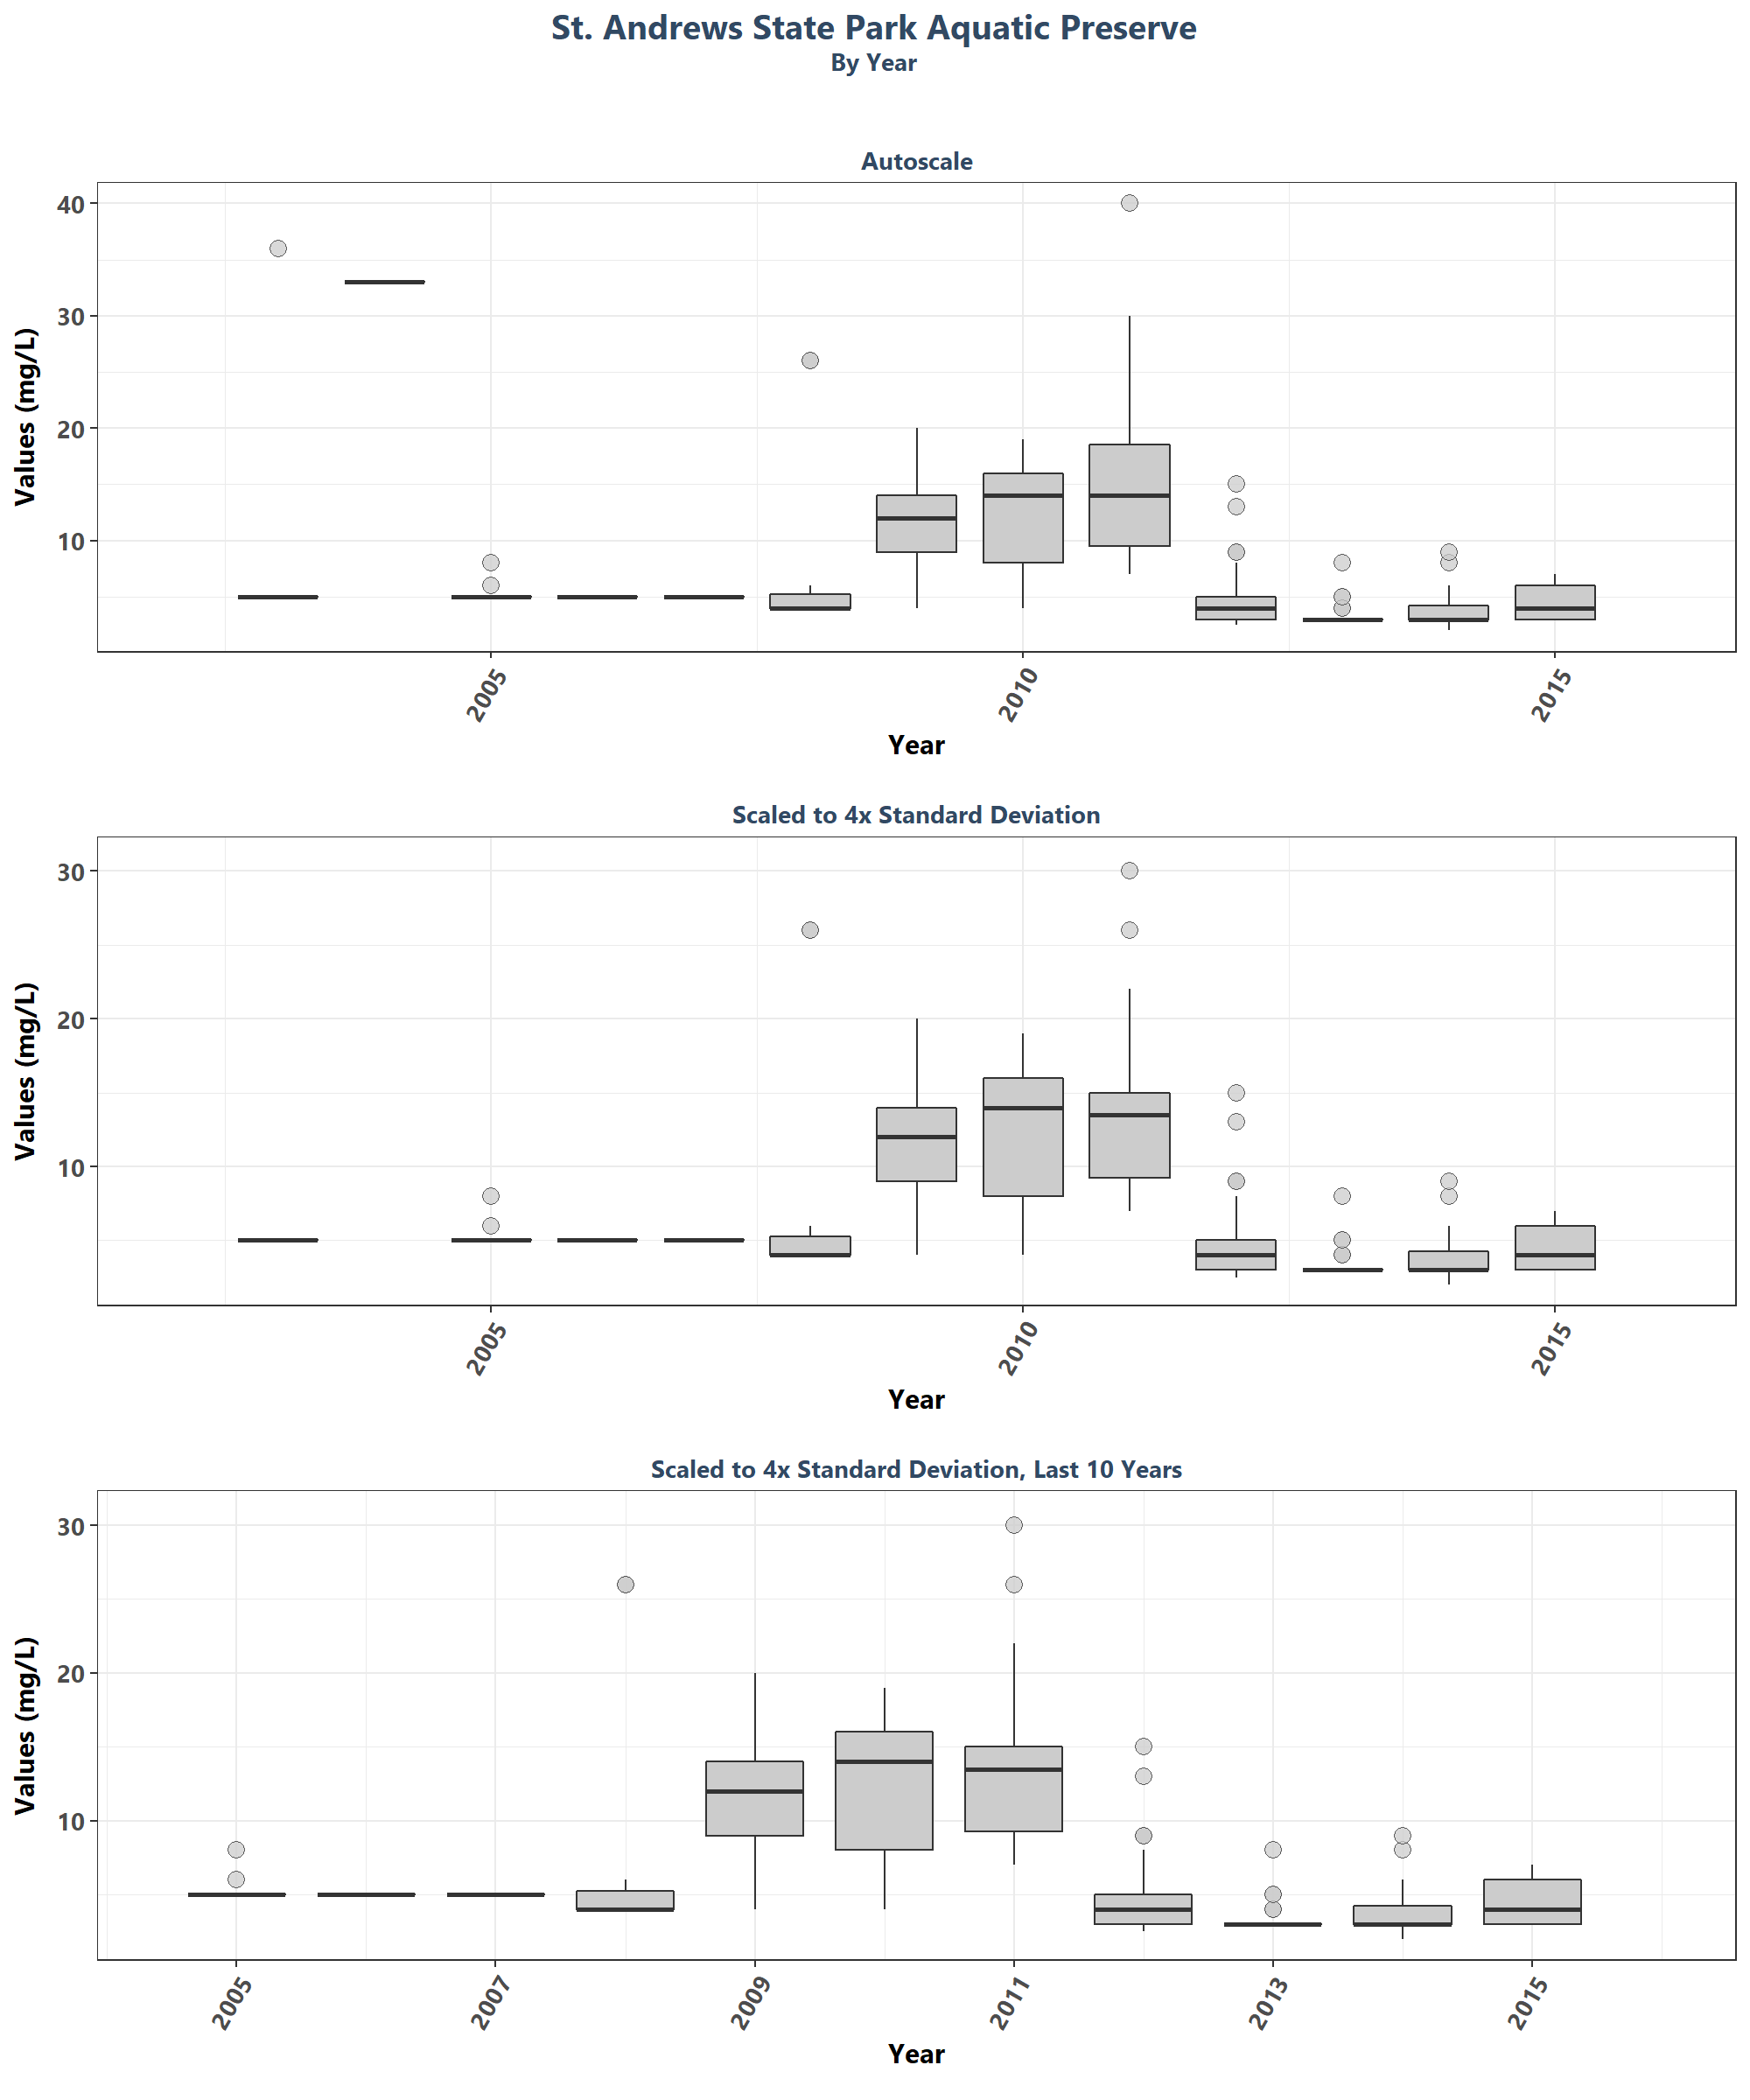 St. Andrews State Park Aquatic Preserve
By Year
Autoscale
Values (mg/L)
40
30
20
10
2005
2010
2015
Year
Scaled to 4x Standard Deviation
Values (mg/L)
30
20
10
2005
2010
2015
Year
Scaled to 4x Standard Deviation, Last 10 Years
Values (mg/L)
30
20
10
2005
2007
2009
2011
2013
2015
Year